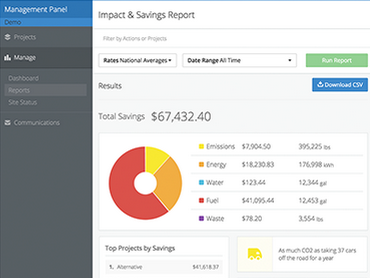 Management Panel
Demo
Projects
Manage
Dashboard
Reports
Site Status
Communications
Impact & Savings Report
Filter by Actions or Projects
Rates National Averages
Date Range All Time
Run Report
Results
Download CSV
Total Savings $67,432.40
Emissions $7,904.50 395,225 lbs
Energy $18,230.83 176,998 kWh
Water $123.44 12,344 gal
Fuel $41,095.44 12,453 gal
Waste $78.20 3,554 lbs
Top Projects by Savings
1. Alternative $41,618.37
As much CO2 as taking 37 cars
off the road for a year